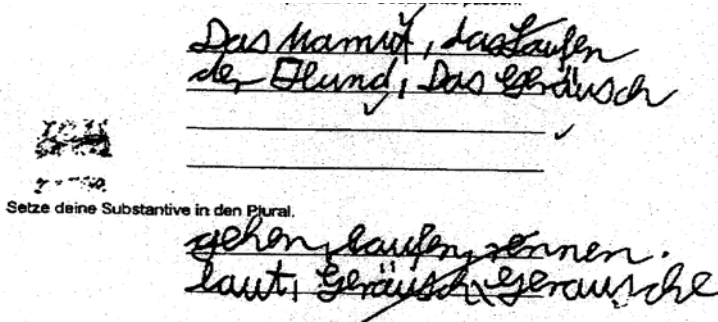 Das Mamut, das Laufen
der Hund, Das Geräusch
Setze deine Substantive in den Plural.
gehen, laufen, rennen.
laut, Geräusch, Gerausche